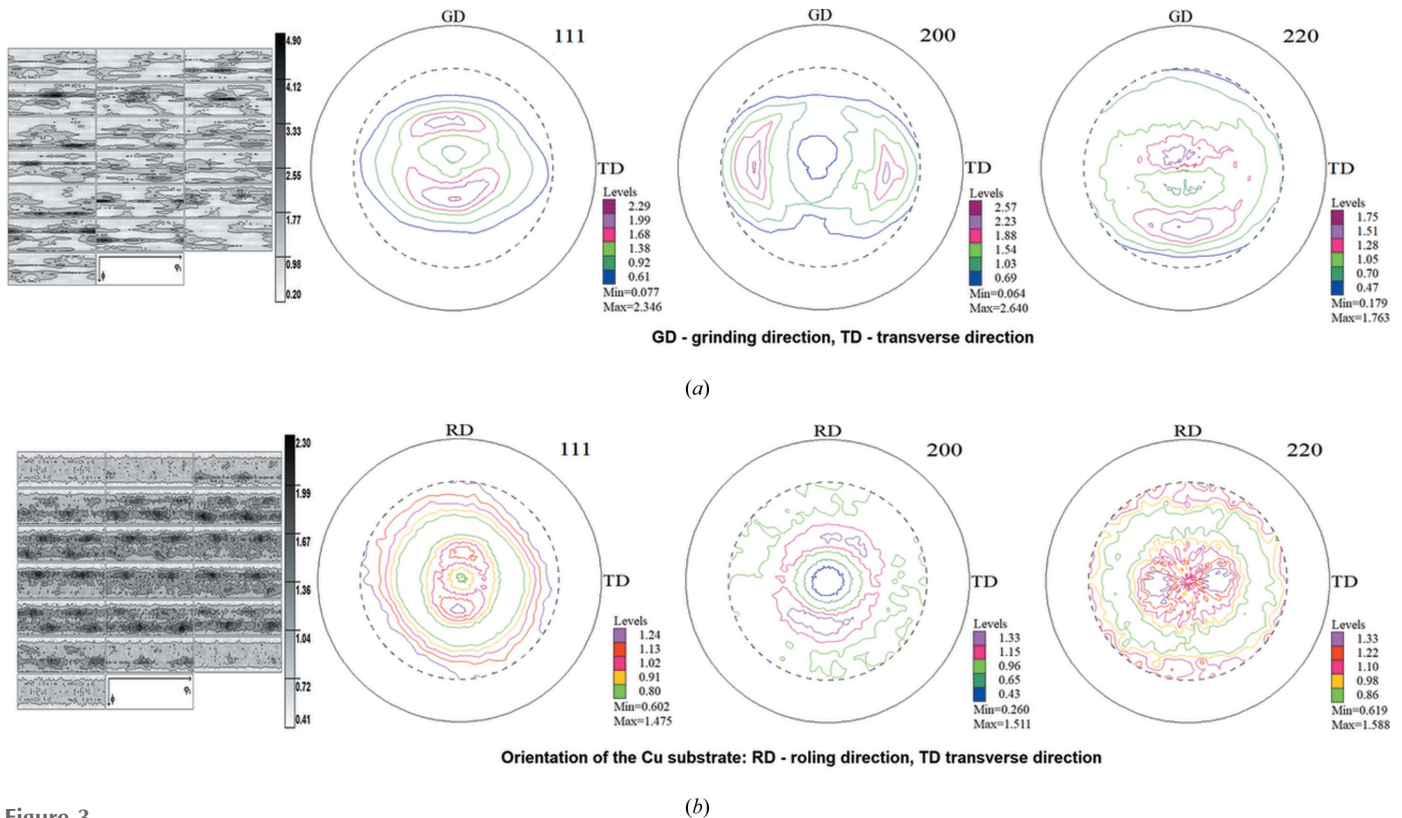 4.90
4.12
3.33
2.55
1.77
0.98
0.20
φ₁
ϕ
GD
111
TD
Levels
2.29
1.99
1.68
1.38
0.92
0.61
Min=0.077
Max=2.346
GD
200
TD
Levels
2.57
2.23
1.88
1.54
1.03
0.69
Min=0.064
Max=2.640
GD
220
TD
Levels
1.75
1.51
1.28
1.05
0.70
0.47
Min=0.179
Max=1.763
GD - grinding direction, TD - transverse direction
(a)
2.30
1.99
1.67
1.36
1.04
0.72
0.41
φ₁
ϕ
RD
111
TD
Levels
1.24
1.13
1.02
0.91
0.80
Min=0.602
Max=1.475
RD
200
TD
Levels
1.33
1.15
0.96
0.65
0.43
Min=0.260
Max=1.511
RD
220
TD
Levels
1.33
1.22
1.10
0.98
0.86
Min=0.619
Max=1.588
Orientation of the Cu substrate: RD - roling direction, TD transverse direction
(b)
Figure 3